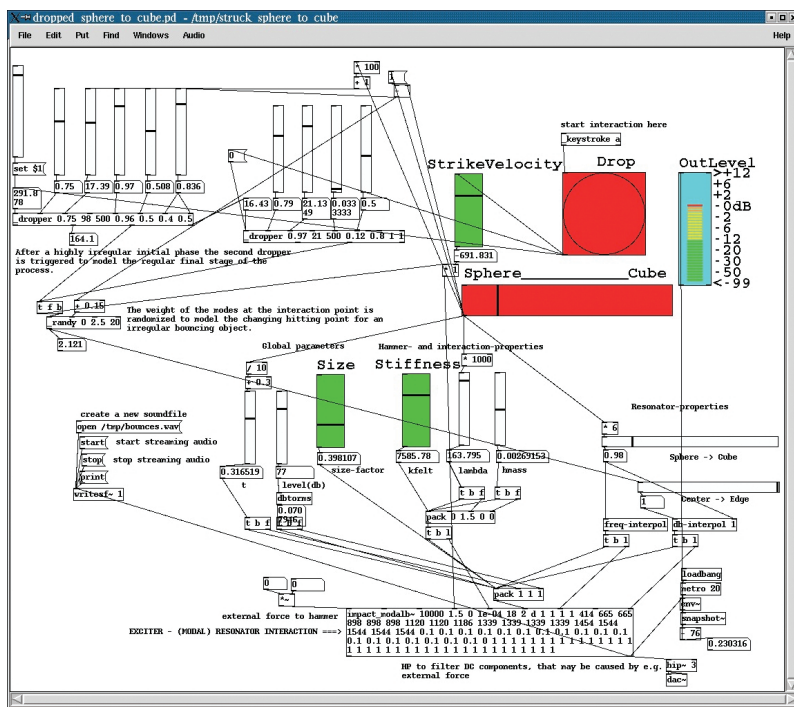 dropped sphere to cube.pd - /tmp/struck sphere to cube
File Edit Put Find Windows Audio Help
* 100
+ 1
1
start interaction here
_keystroke a
0
StrikeVelocity
Drop
OutLevel
>+12
+6
+2
-0dB
-2
-6
-12
-20
-30
-50
<-99
set $1
291.8
78
0.75
17.39
0.97
0.508
0.836
16.43
0.79
21.13
49
0.033
3333
0.5
_dropper 0.75 98 500 0.96 0.5 0.4 0.5
_dropper 0.97 21 500 0.12 0.8 1 1
164.1
-691.831
After a highly irregular initial phase the second dropper
is triggered to model the regular final stage of the
process.
* 1
Sphere_____________Cube
t f b
+ 0.15
_randy 0 2.5 20
2.121
The weight of the modes at the interaction point is
randomized to model the changing hitting point for an
irregular bouncing object.
Global parameters
Hammer- and interaction-properties
/ 10
+ 0.3
Size
Stiffness
* 1000
Resonator-properties
* 6
create a new soundfile
open /tmp/bounces.wav
start
start streaming audio
stop
stop streaming audio
print
writesf~ 1
0.316519
t
77
level(db)
dbtorms
0.070
7946
t b f
t b f
0.398107
size-factor
7585.78
kfelt
163.795
lambda
0.00269153
hmass
t b f
t b f
pack 0 1.5 0 0
t b l
0.98
Sphere -> Cube
Center -> Edge
1
freq-interpol
db-interpol 1
t b l
t b l
pack 1 1 1
loadbang
metro 20
env~
snapshot~
- 76
0.230316
0
0
*~
external force to hammer
EXCITER - (MODAL) RESONATOR INTERACTION ===>
impact_modalb~ 10000 1.5 0 1e-04 18 2 d 1 1 1 1 414 665 665
898 898 898 1120 1120 1186 1339 1339 1339 1339 1454 1544
1544 1544 1544 0.1 0.1 0.1 0.1 0.1 0.1 0.1 0.1 0.1 0.1 0.1
0.1 0.1 0.1 0.1 0.1 0.1 0.1 1 1 1 1 1 1 1 1 1 1 1 1 1 1 1
1 1 1 1 1 1 1 1 1 1 1 1 1 1 1 1 1 1 1 1 1
HP to filter DC components, that may be caused by e.g.
external force
hip~ 3
dac~